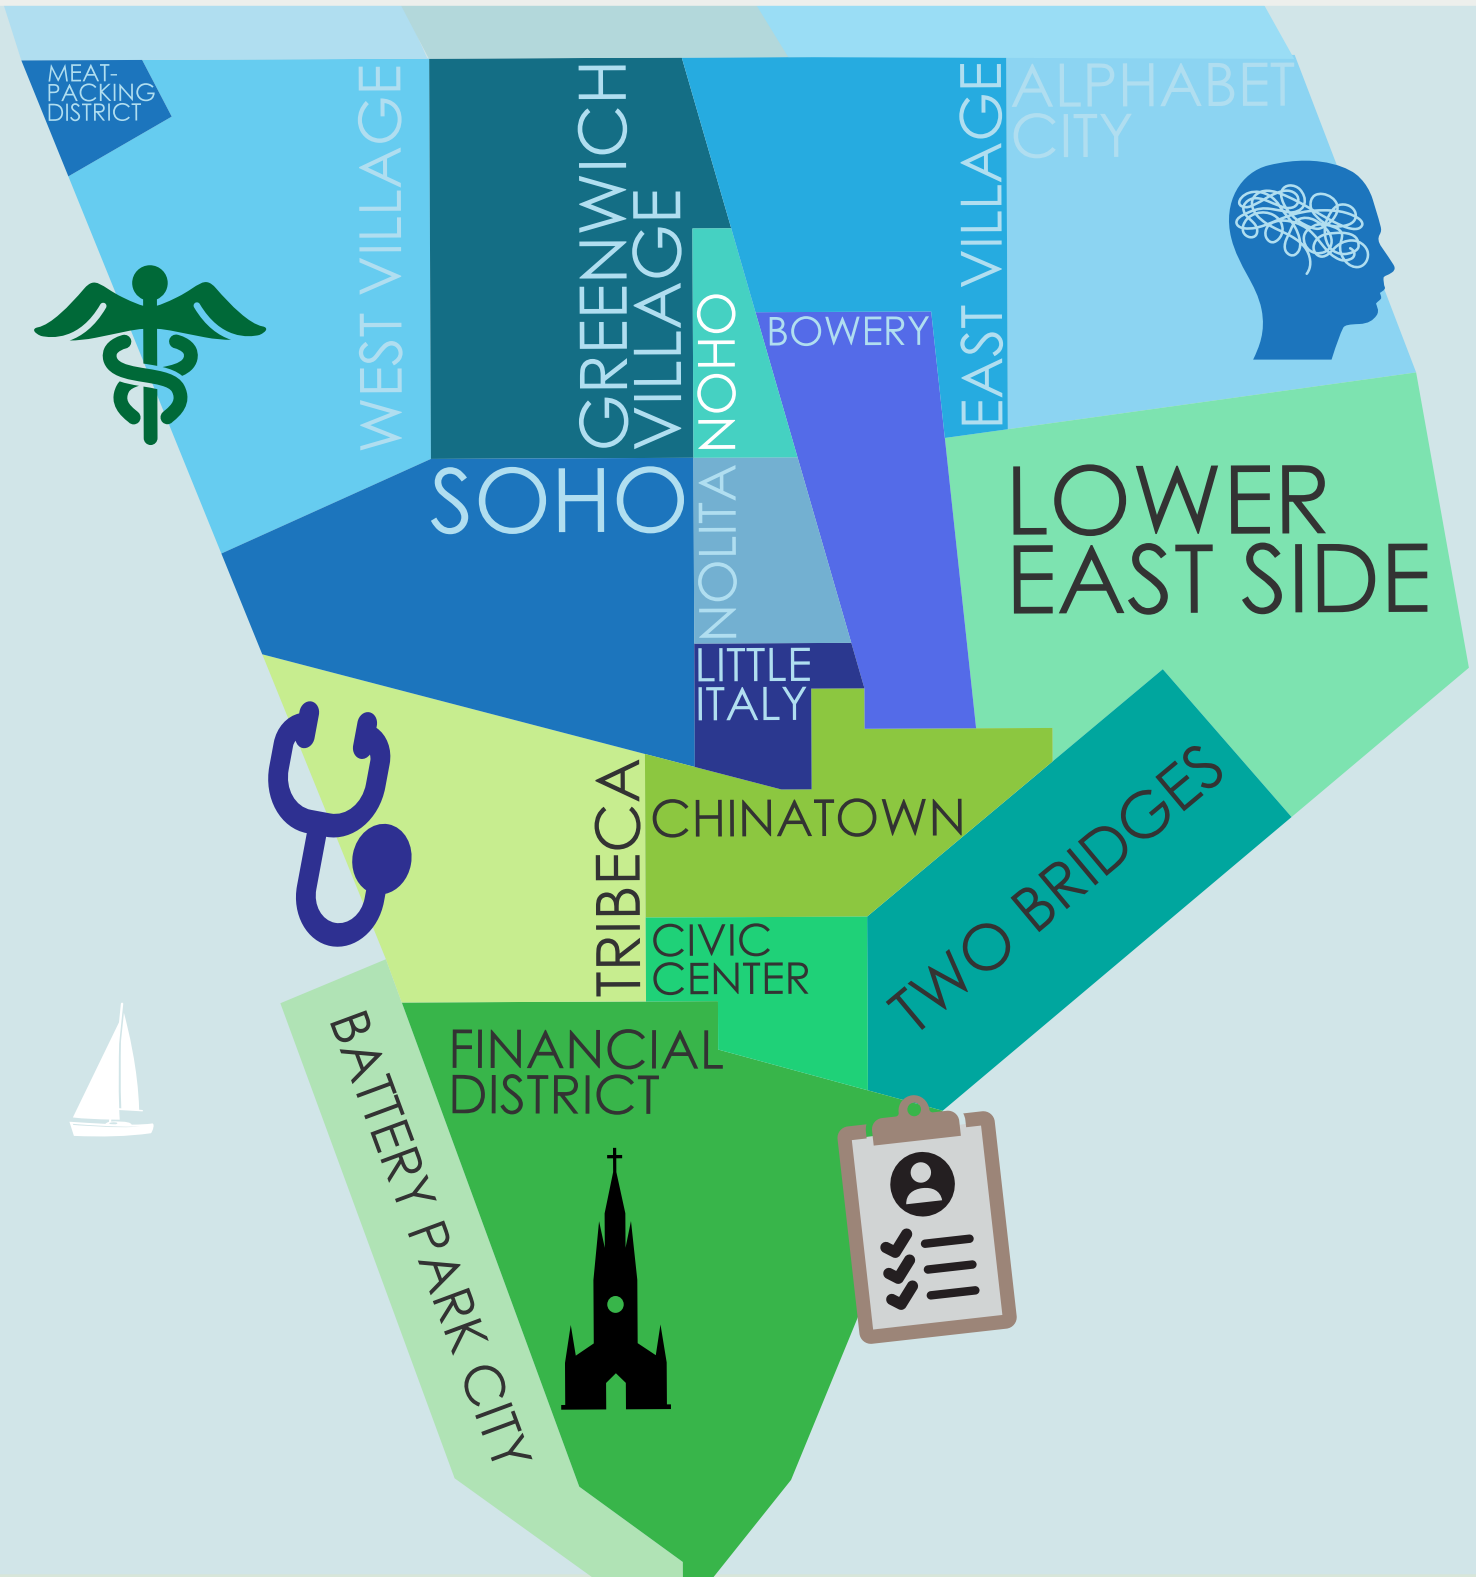 MEAT-
PACKING
DISTRICT
WEST VILLAGE
GREENWICH
VILLAGE
NOHO
BOWERY
EAST VILLAGE
ALPHABET
CITY
SOHO
NOLITA
LOWER
EAST SIDE
LITTLE
ITALY
TRIBECA
CHINATOWN
TWO BRIDGES
CIVIC
CENTER
BATTERY PARK CITY
FINANCIAL
DISTRICT